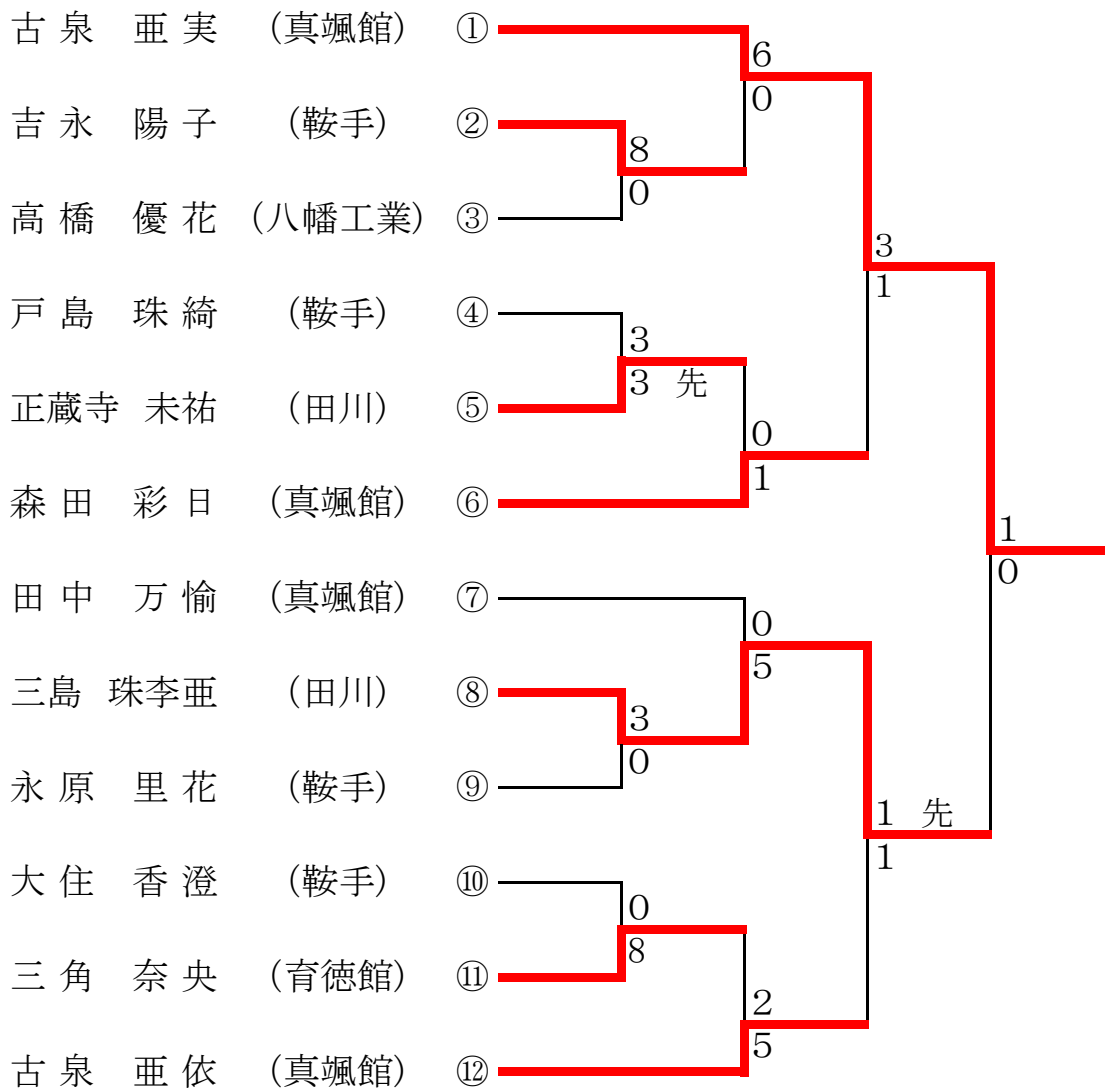 古泉 亜実 (真颯館) ①
6
0
吉永 陽子 (鞍手) ②
8
0
高橋 優花 (八幡工業) ③
3
1
戸島 珠綺 (鞍手) ④
3
3 先
正蔵寺 未祐 (田川) ⑤
0
1
森田 彩日 (真颯館) ⑥
1
0
田中 万愉 (真颯館) ⑦
0
5
三島 珠李亜 (田川) ⑧
3
0
永原 里花 (鞍手) ⑨
1 先
1
大住 香澄 (鞍手) ⑩
0
8
三角 奈央 (育徳館) ⑪
2
5
古泉 亜依 (真颯館) ⑫